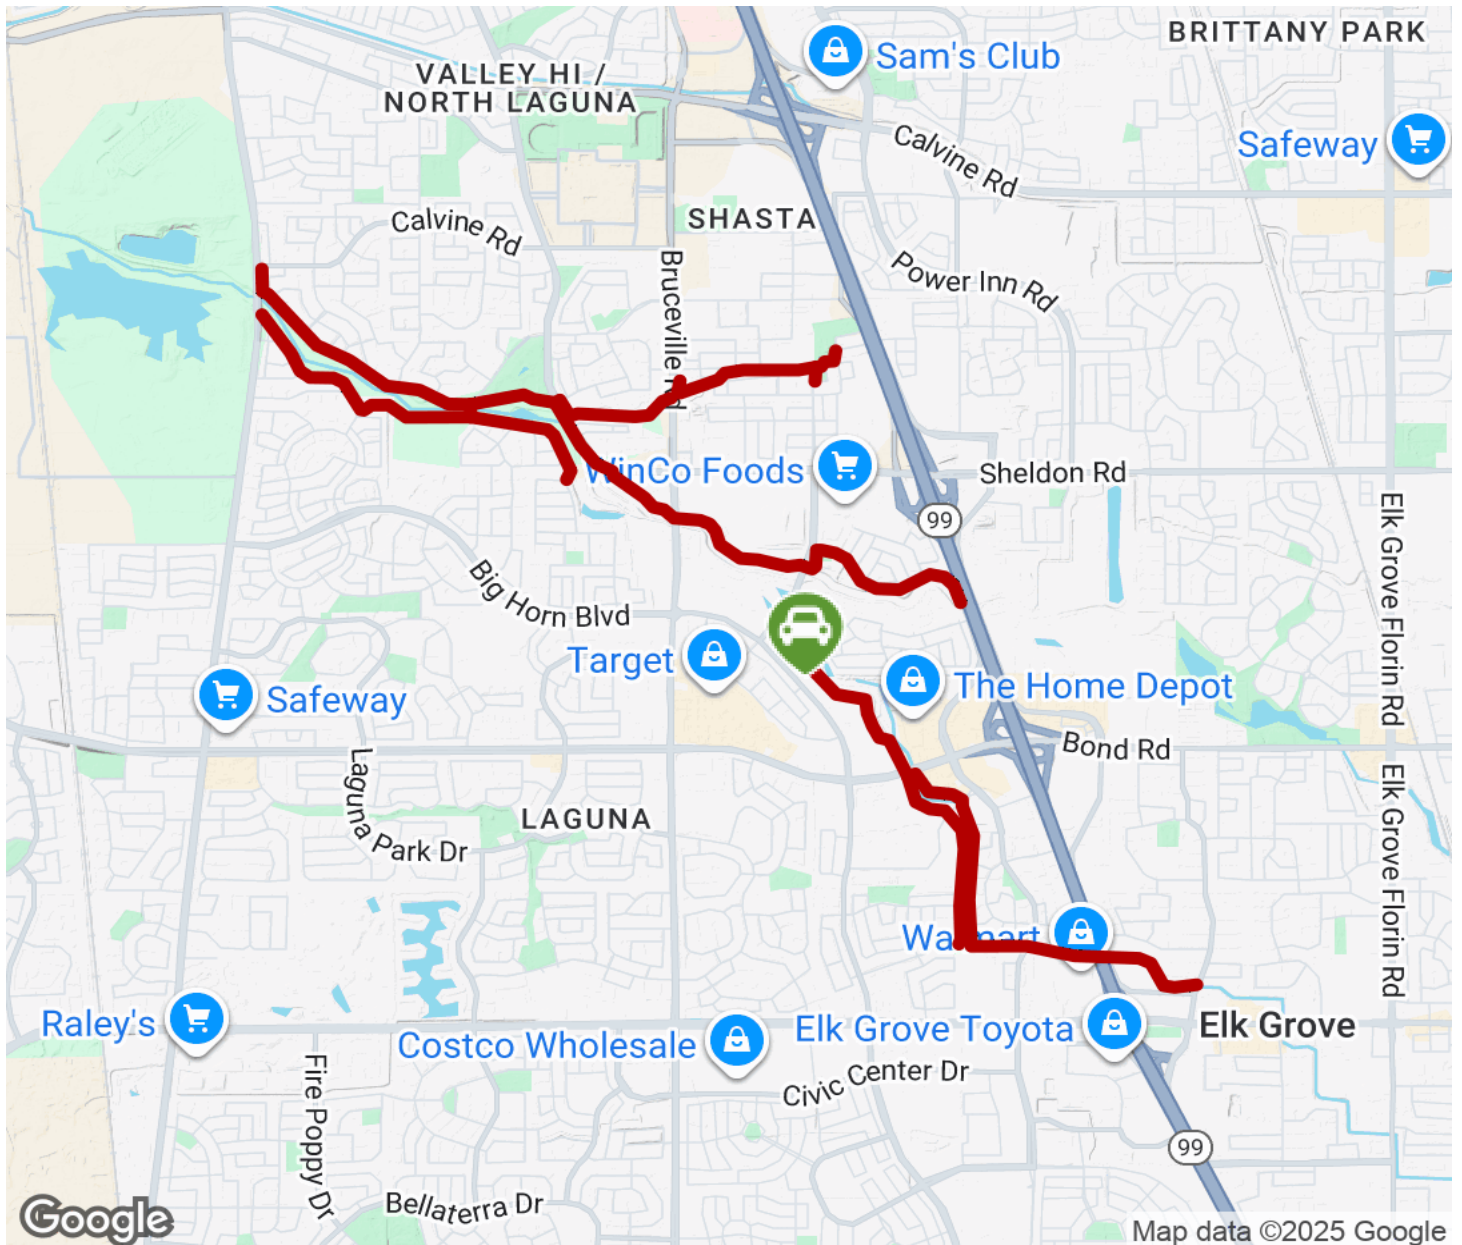 BRITTANY PARK
Sam's Club
VALLEY HI /
NORTH LAGUNA
Calvine Rd
Safeway
SHASTA
Calvine Rd
Bruceville Rd
Power Inn Rd
WinCo Foods
Sheldon Rd
99
Elk Grove Florin Rd
Big Horn Blvd
Target
The Home Depot
Safeway
Bond Rd
Laguna Park Dr
LAGUNA
Elk Grove Florin Rd
Walmart
Raley's
Costco Wholesale
Elk Grove Toyota
Elk Grove
Fire Poppy Dr
Civic Center Dr
99
Bellaterra Dr
Google
Map data ©2025 Google